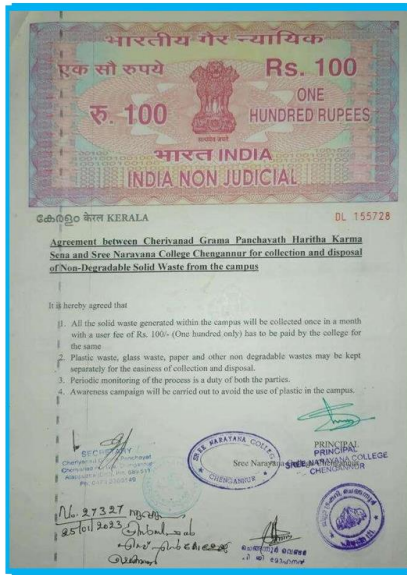 भारतीय गैर न्यायिक
एक सौ रुपये
Rs. 100
रु. 100
ONE
HUNDRED RUPEES
सत्यमेव जयते
भारत INDIA
INDIA NON JUDICIAL
കേരളം केरल KERALA
DL 155728
Agreement between Cheriyanad Grama Panchayath Haritha Karma
Sena and Sree Narayana College Chengannur for collection and disposal
of Non-Degradable Solid Waste from the campus
It is hereby agreed that
1. All the solid waste generated within the campus will be collected once in a month
with a user fee of Rs. 100/- (One hundred only) has to be paid by the college for
the same
2. Plastic waste, glass waste, paper and other non degradable wastes may be kept
separately for the easiness of collection and disposal.
3. Periodic monitoring of the process is a duty of both the parties.
4. Awareness campaign will be carried out to avoid the use of plastic in the campus.
SECRETARY
PRINCIPAL
PRINCIPAL
SREE NARAYANA COLLEGE
CHENGANNUR
SREE NARAYANA COLLEGE
CHENGANNUR
No. 27327
25/01/2023